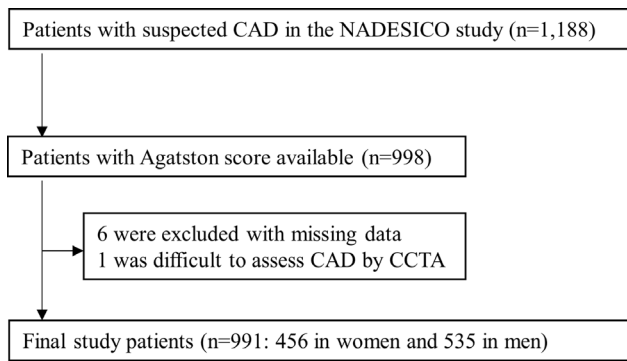 Patients with suspected CAD in the NADESICO study (n=1,188)
Patients with Agatston score available (n=998)
6 were excluded with missing data
1 was difficult to assess CAD by CCTA
Final study patients (n=991: 456 in women and 535 in men)